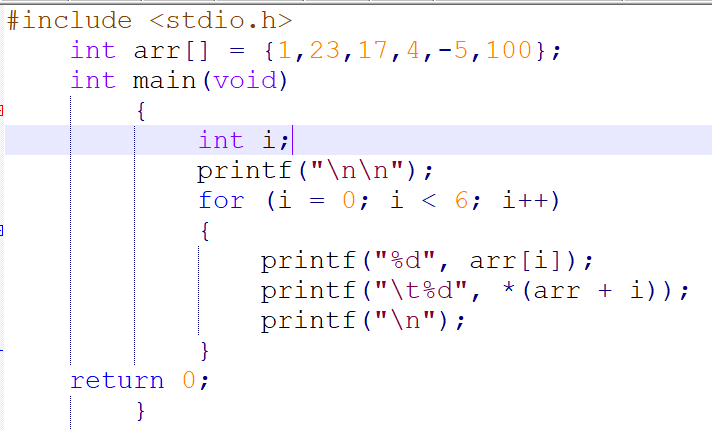 #include <stdio.h>
    int arr[] = {1,23,17,4,-5,100};
    int main(void)
        {
            int i;
            printf("\n\n");
            for (i = 0; i < 6; i++)
            {
                printf("%d", arr[i]);
                printf("\t%d", *(arr + i));
                printf("\n");
            }
    return 0;
        }